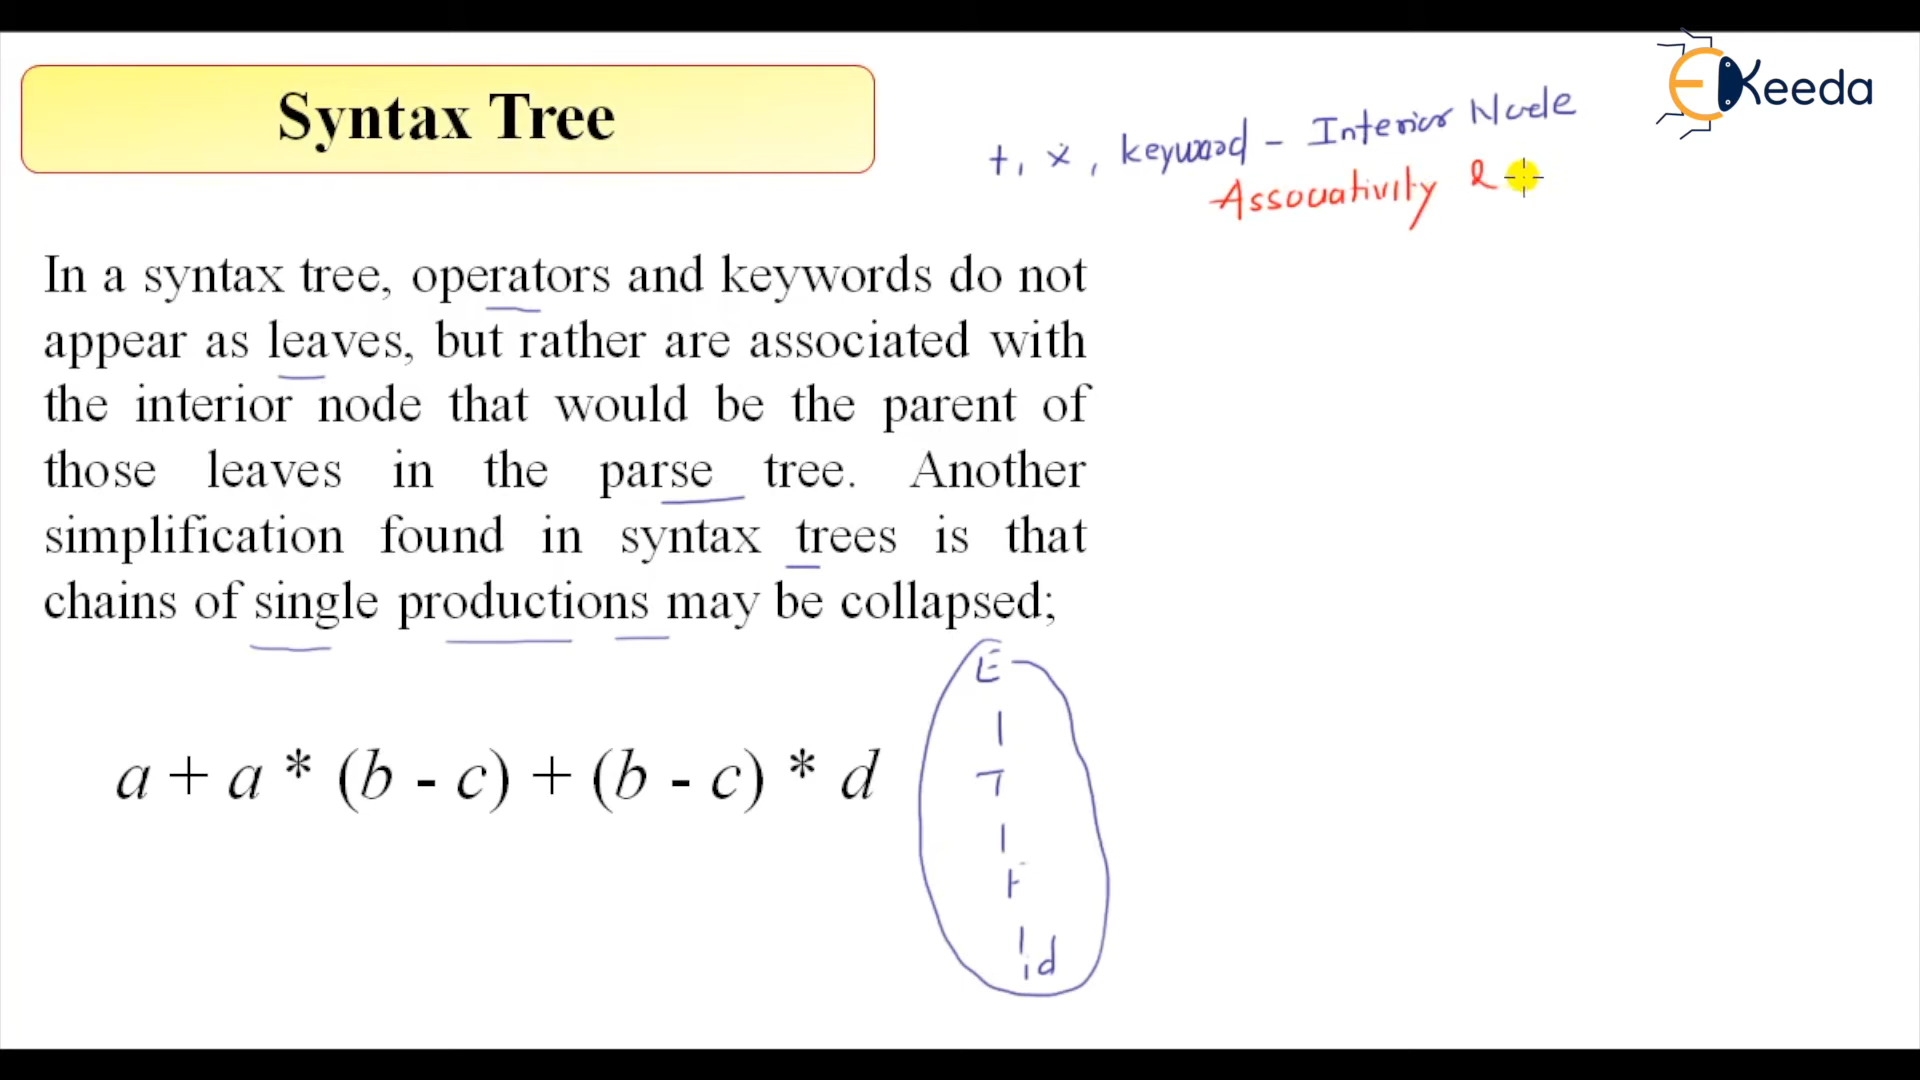 Keeda
Syntax Tree
+, ×, keyword - Interior Node
Associativity &
In a syntax tree, operators and keywords do not
appear as leaves, but rather are associated with
the interior node that would be the parent of
those leaves in the parse tree. Another
simplification found in syntax trees is that
chains of single productions may be collapsed;
E
T
F
id
a + a * (b - c) + (b - c) * d